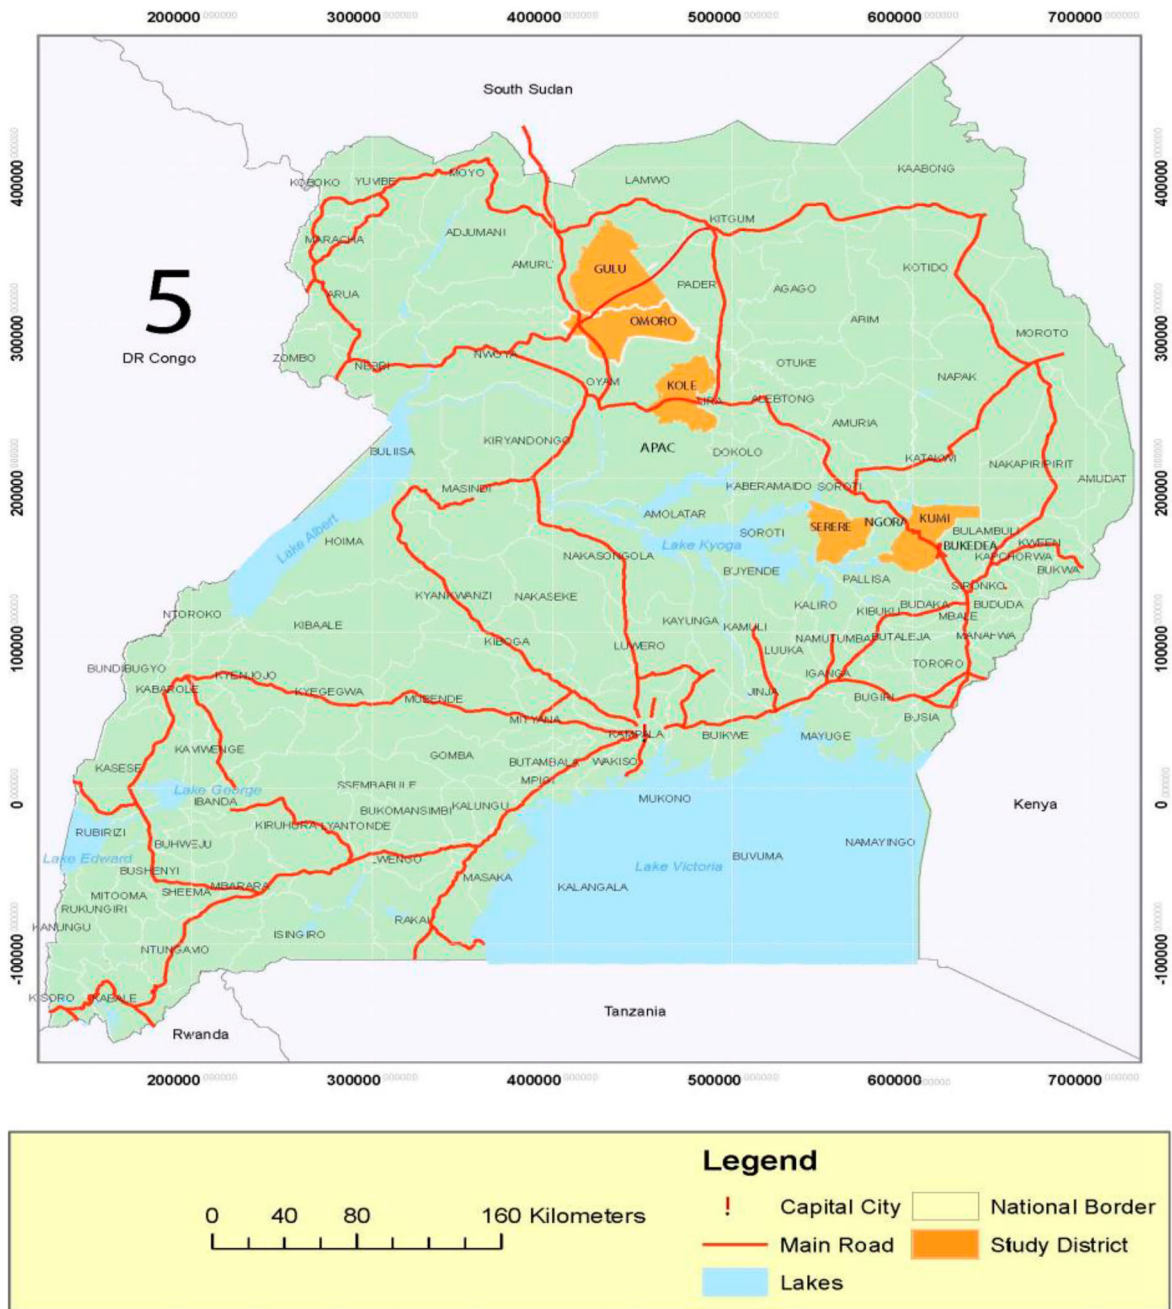 200000 300000 400000 500000 600000 700000
South Sudan
400000 400000
KAABONG
MOYO
KOBOKO YUMBE LAMWO
KITGUM
ADJUMANI
MARACHA
AMURU GULU KOTIDO
PADER AGAGO
ARUA
5
300000 300000
OMORO ARIM
MOROTO
DR Congo
ZOMBO NEBBI NWOYA
OTUKE
OYAM KOLE NAPAK
LIRA ALEBTONG
AMURIA
KIRYANDONGO APAC
BULIISA DOKOLO KATAKWI
NAKAPIRIPIRIT
200000 200000
AMUDAT
MASINDI KABERAMAIDO SOROTI
AMOLATAR
Lake Albert
SERERE NGORA KUMI
SOROTI BULAMBULI
HOIMA Lake Kyoga BUKEDEA KWEEN
NAKASONGOLA KAPCHORWA
BUYENDE BUKWA
PALLISA SIRONKO
KYANKWANZI NAKASEKE
KALIRO KIBUKU BUDAKA BUDUDA
NTOROKO KIBAALE
KAYUNGA KAMULI MBALE
100000 100000
KIBOGA LUWERO NAMUTUMBA BUTALEJA MANAFWA
LUUKA
BUNDIBUGYO TORORO
KYENJOJO IGANGA
KABAROLE KYEGEGWA MUBENDE JINJA BUGIRI
MITYANA BUSIA
KAMPALA BUIKWE MAYUGE
KAMWENGE GOMBA BUTAMBALA WAKISO
KASESE
SSEMBABULE MPIGI
Lake George
0 0
IBANDA MUKONO Kenya
BUKOMANSIMBI KALUNGU
KIRUHURA LYANTONDE
RUBIRIZI
BUHWEJU NAMAYINGO
Lake Edward LWENGO BUVUMA
Lake Victoria
BUSHENYI MASAKA
MITOOMA SHEEMA MBARARA KALANGALA
RUKUNGIRI
KANUNGU RAKAI
ISINGIRO
NTUNGAMO
-100000 -100000
KISORO KABALE
Tanzania
Rwanda
200000 300000 400000 500000 600000 700000
Legend
0 40 80 160 Kilometers
! Capital City National Border
Main Road Study District
Lakes